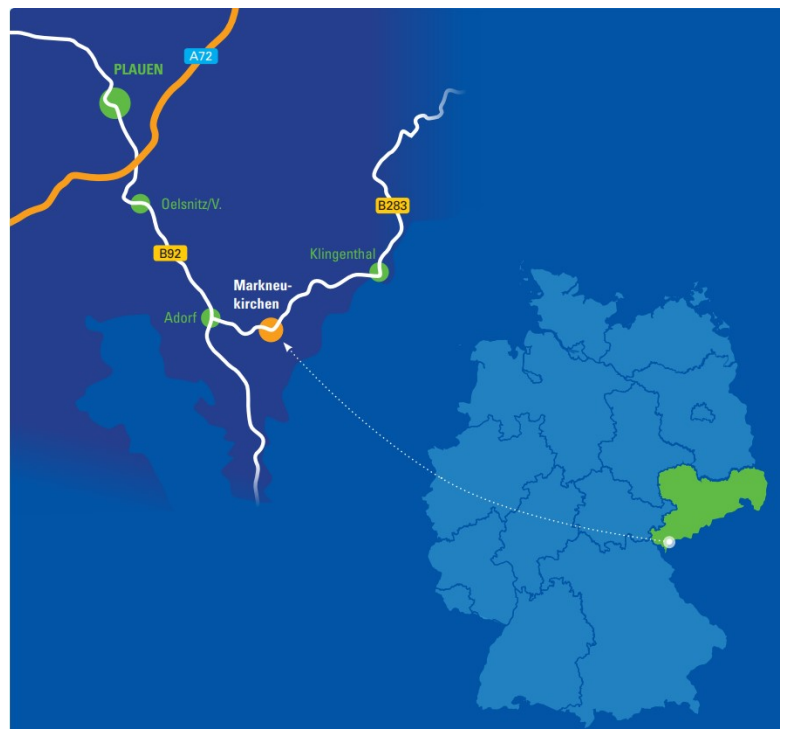 A72
PLAUEN
Oelsnitz/V.
B283
B92
Klingenthal
Markneu-
kirchen
Adorf